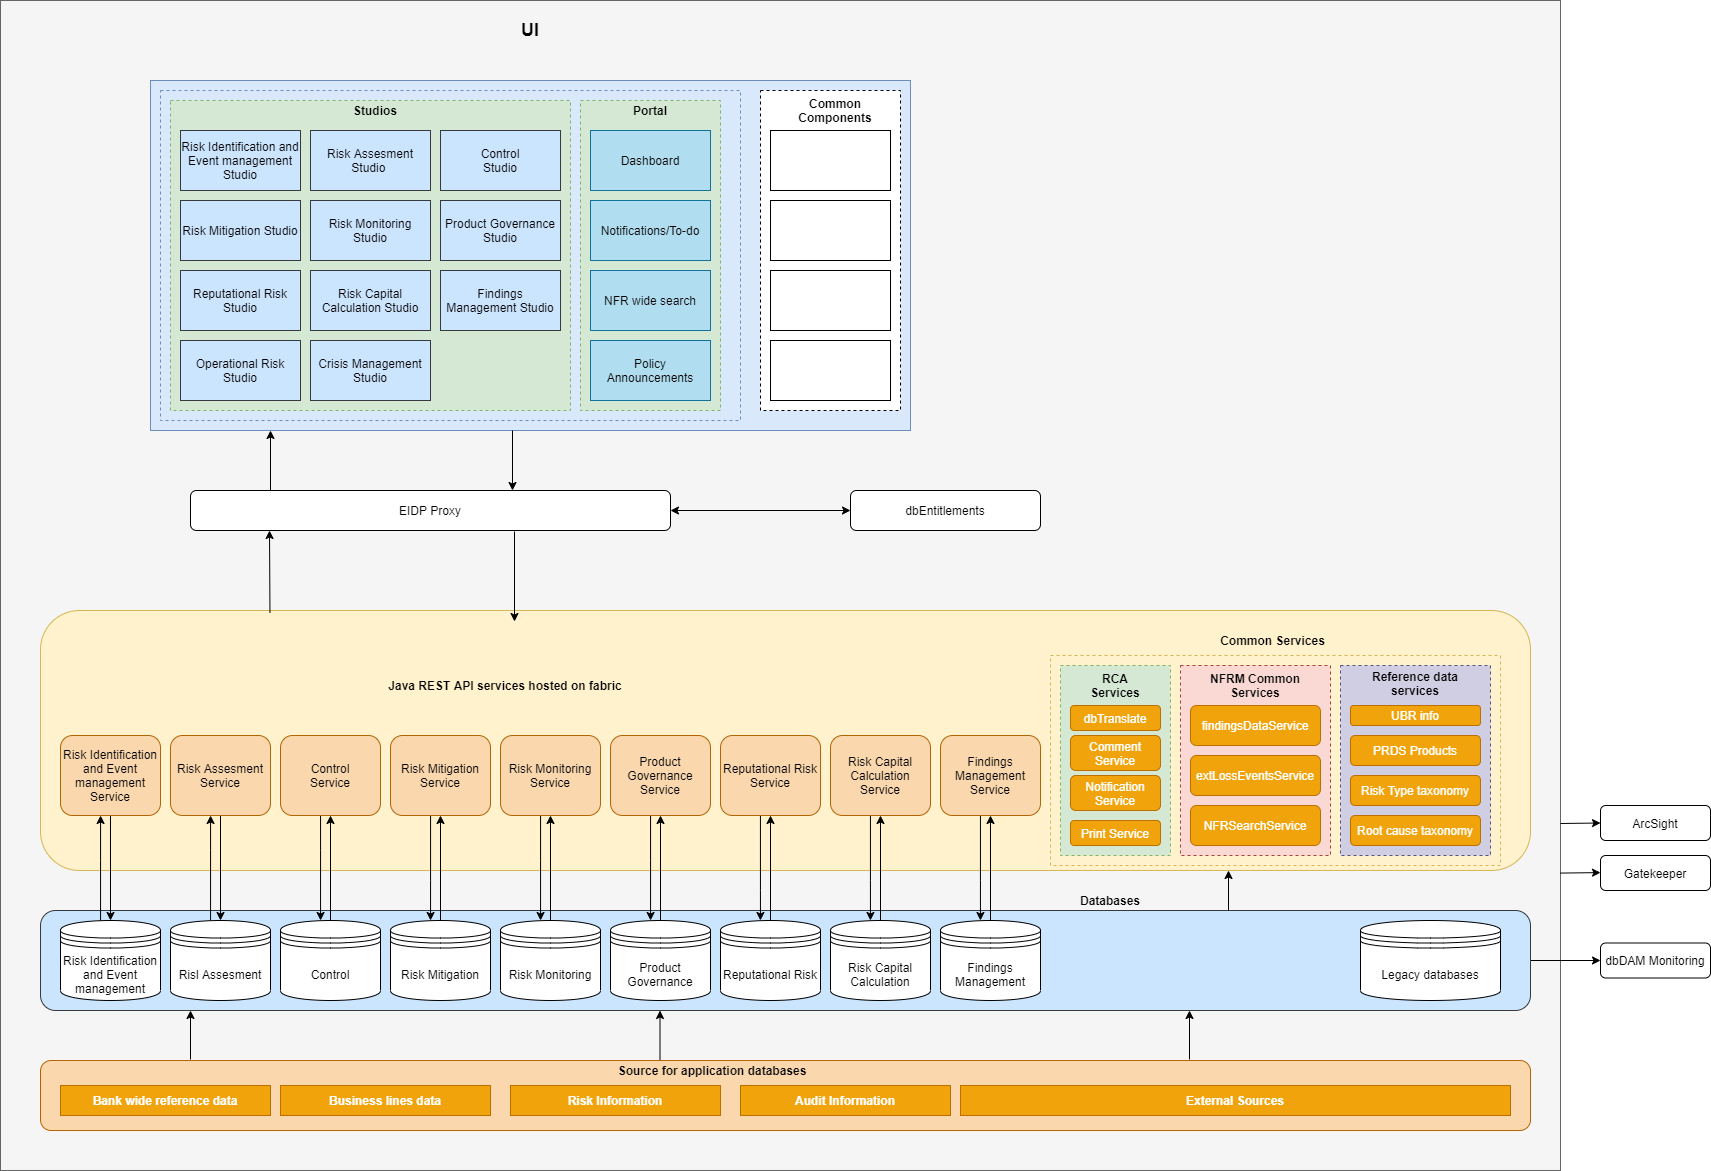 UI
Studios
Portal
Common
Components
Risk Identification and
Event management
Studio
Risk Assesment
Studio
Control
Studio
Dashboard
Risk Mitigation Studio
Risk Monitoring
Studio
Product Governance
Studio
Notifications/To-do
Reputational Risk
Studio
Risk Capital
Calculation Studio
Findings
Management Studio
NFR wide search
Operational Risk
Studio
Crisis Management
Studio
Policy
Announcements
EIDP Proxy
dbEntitlements
Java REST API services hosted on fabric
Common Services
RCA
Services
dbTranslate
Comment
Service
Notification
Service
Print Service
NFRM Common
Services
findingsDataService
extLossEventsService
NFRSearchService
Reference data
services
UBR info
PRDS Products
Risk Type taxonomy
Root cause taxonomy
Risk Identification
and Event
management
Service
Risk Assesment
Service
Control
Service
Risk Mitigation
Service
Risk Monitoring
Service
Product
Governance
Service
Reputational Risk
Service
Risk Capital
Calculation
Service
Findings
Management
Service
ArcSight
Gatekeeper
Databases
Risk Identification
and Event
management
Risl Assesment
Control
Risk Mitigation
Risk Monitoring
Product
Governance
Reputational Risk
Risk Capital
Calculation
Findings
Management
Legacy databases
dbDAM Monitoring
Source for application databases
Bank wide reference data
Business lines data
Risk Information
Audit Information
External Sources